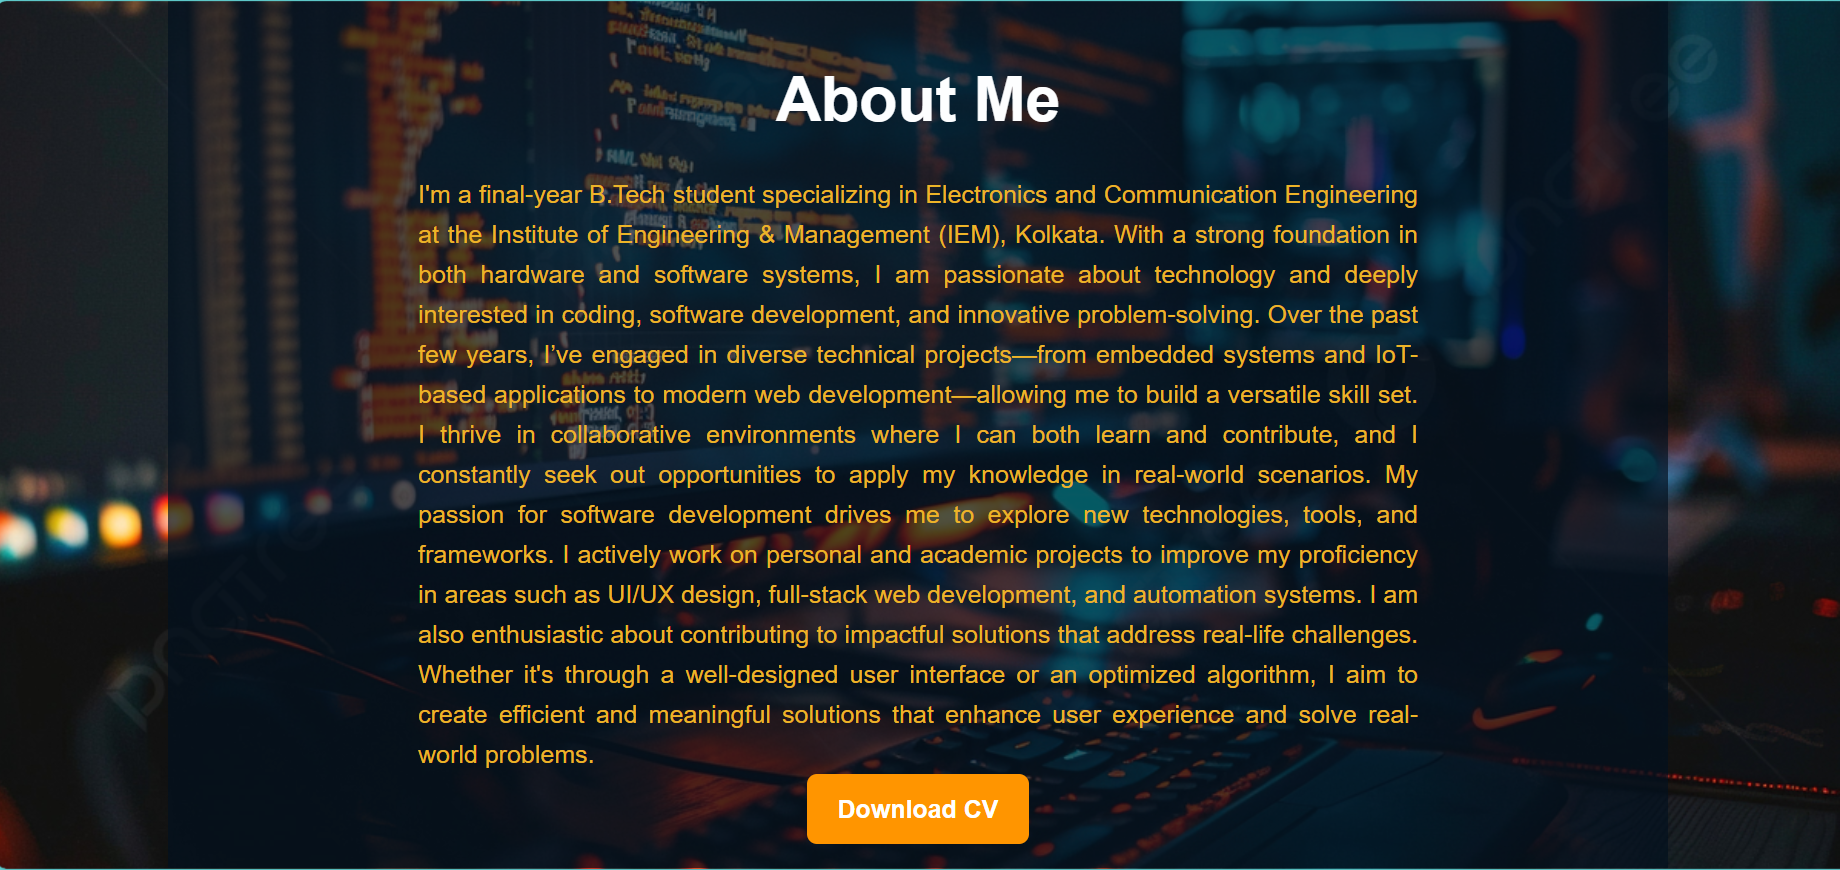 About Me
I'm a final-year B.Tech student specializing in Electronics and Communication Engineering
at the Institute of Engineering & Management (IEM), Kolkata. With a strong foundation in
both hardware and software systems, I am passionate about technology and deeply
interested in coding, software development, and innovative problem-solving. Over the past
few years, I’ve engaged in diverse technical projects—from embedded systems and IoT-
based applications to modern web development—allowing me to build a versatile skill set.
I thrive in collaborative environments where I can both learn and contribute, and I
constantly seek out opportunities to apply my knowledge in real-world scenarios. My
passion for software development drives me to explore new technologies, tools, and
frameworks. I actively work on personal and academic projects to improve my proficiency
in areas such as UI/UX design, full-stack web development, and automation systems. I am
also enthusiastic about contributing to impactful solutions that address real-life challenges.
Whether it's through a well-designed user interface or an optimized algorithm, I aim to
create efficient and meaningful solutions that enhance user experience and solve real-
world problems.
Download CV
pngtree